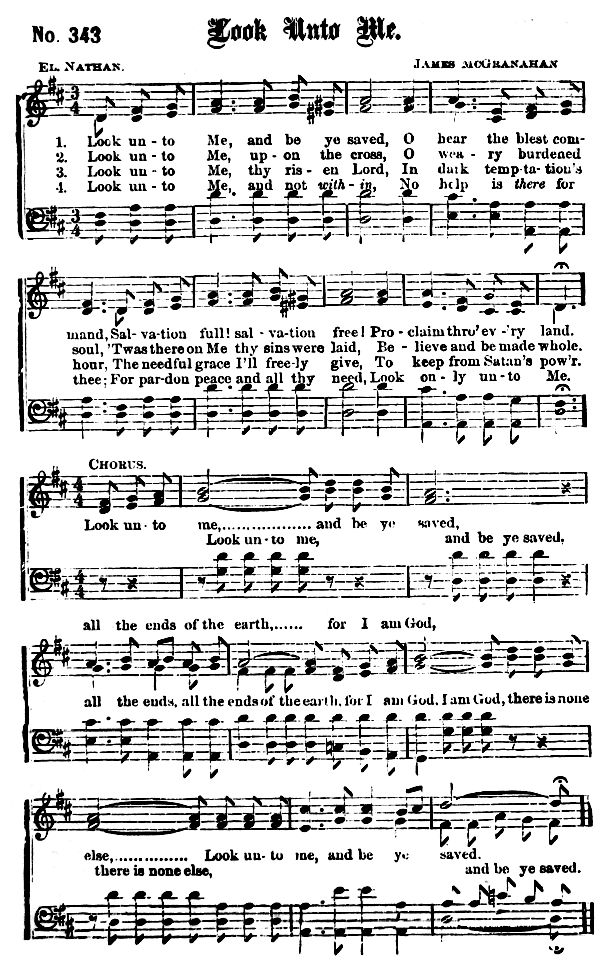 No. 343
Look Unto Me.
EL. NATHAN.
JAMES MCGRANAHAN
1. Look un-to Me, and be ye saved, O hear the blest com-
2. Look un-to Me, up-on the cross, O wea-ry burdened
3. Look un-to Me, thy ris-en Lord, In dark temp-ta-tion's
4. Look un-to Me, and not with-in, No help is there for
mand, Sal-va-tion full! sal-va-tion free! Pro-claim thro' ev-'ry land.
soul, 'Twas there on Me thy sins were laid, Be-lieve and be made whole.
hour, The needful grace I'll free-ly give, To keep from Satan's pow'r.
thee; For par-don peace and all thy need, Look on-ly un-to Me.
CHORUS.
Look un-to me,.................. and be ye saved,
Look un-to me, and be ye saved,
all the ends of the earth,...... for I am God,
all the ends, all the ends of the earth, for I am God, I am God, there is none
else,............... Look un-to me, and be ye saved.
there is none else, and be ye saved.